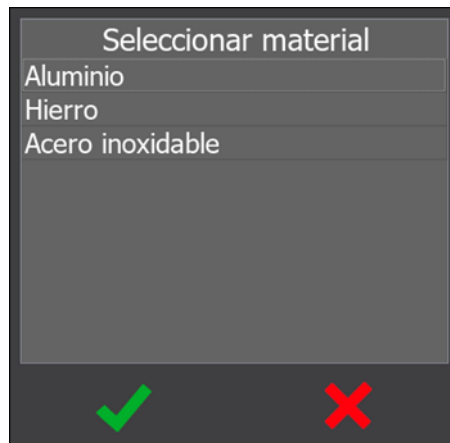 Seleccionar material
Aluminio
Hierro
Acero inoxidable